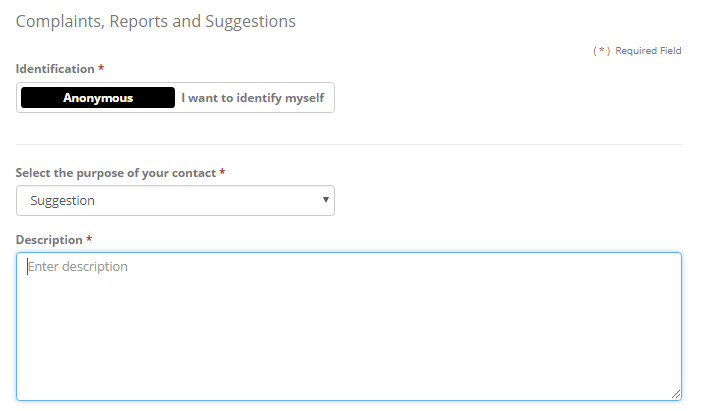 Complaints, Reports and Suggestions
( * ) Required Field
Identification *
Anonymous I want to identify myself
Select the purpose of your contact *
Suggestion
Description *
Enter description